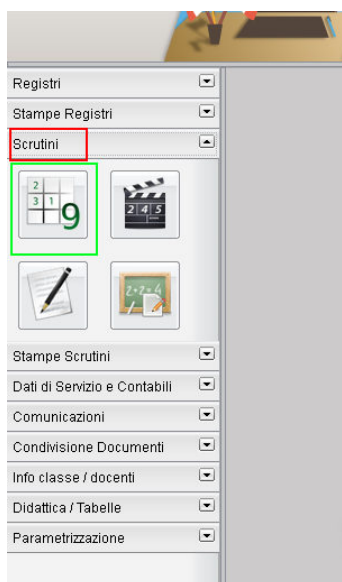 Registri
Stampe Registri
Scrutini
2
3 1
9
2 4 5
2+2=4
Stampe Scrutini
Dati di Servizio e Contabili
Comunicazioni
Condivisione Documenti
Info classe / docenti
Didattica / Tabelle
Parametrizzazione